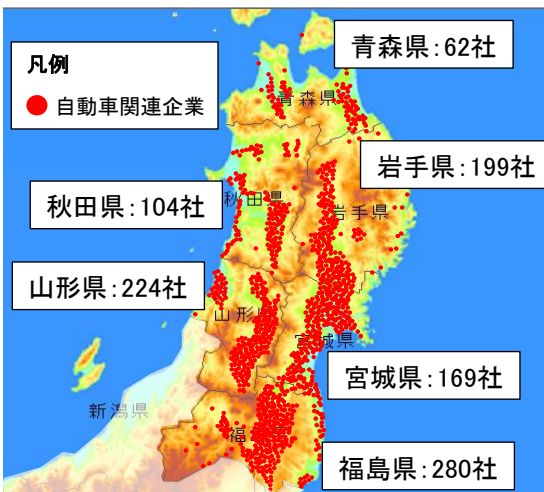 青森県:62社
凡例
● 自動車関連企業
青森県
岩手県:199社
秋田県
秋田県:104社
岩手県
山形県:224社
山形
宮城県
宮城県:169社
新潟県
福
福島県:280社